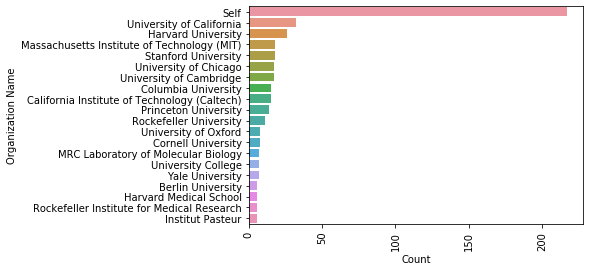 Organization Name
Self
University of California
Harvard University
Massachusetts Institute of Technology (MIT)
Stanford University
University of Chicago
University of Cambridge
Columbia University
California Institute of Technology (Caltech)
Princeton University
Rockefeller University
University of Oxford
Cornell University
MRC Laboratory of Molecular Biology
University College
Yale University
Berlin University
Harvard Medical School
Rockefeller Institute for Medical Research
Institut Pasteur
0
50
100
150
200
Count